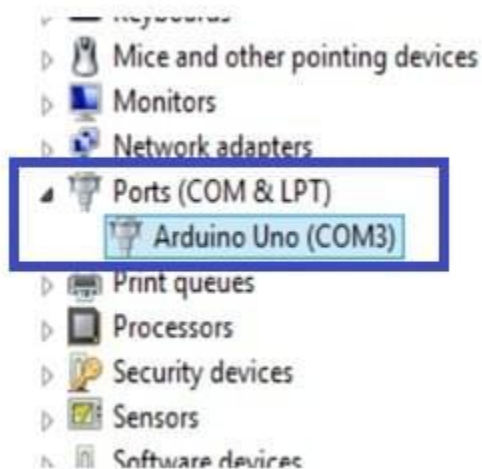 Keyboards
Mice and other pointing devices
Monitors
Network adapters
Ports (COM & LPT)
Arduino Uno (COM3)
Print queues
Processors
Security devices
Sensors
Software devices